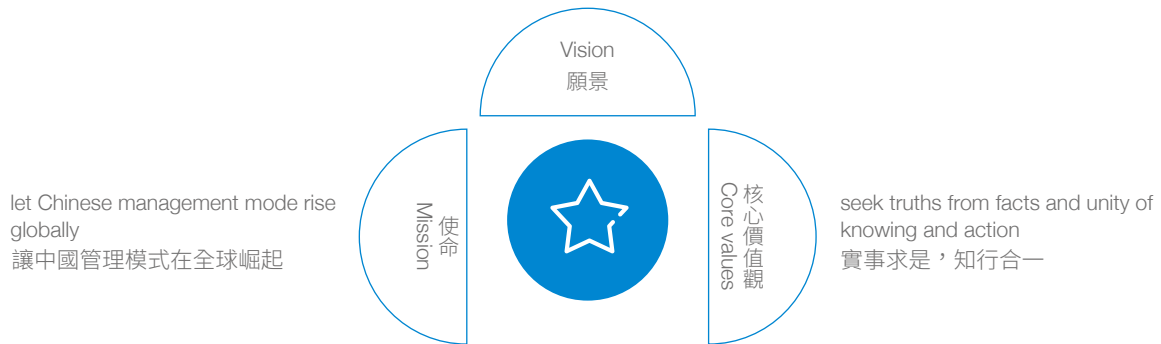 Vision
願景
let Chinese management mode rise
globally
讓中國管理模式在全球崛起
使命
Mission
核心價值觀
Core values
seek truths from facts and unity of
knowing and action
實事求是，知行合一